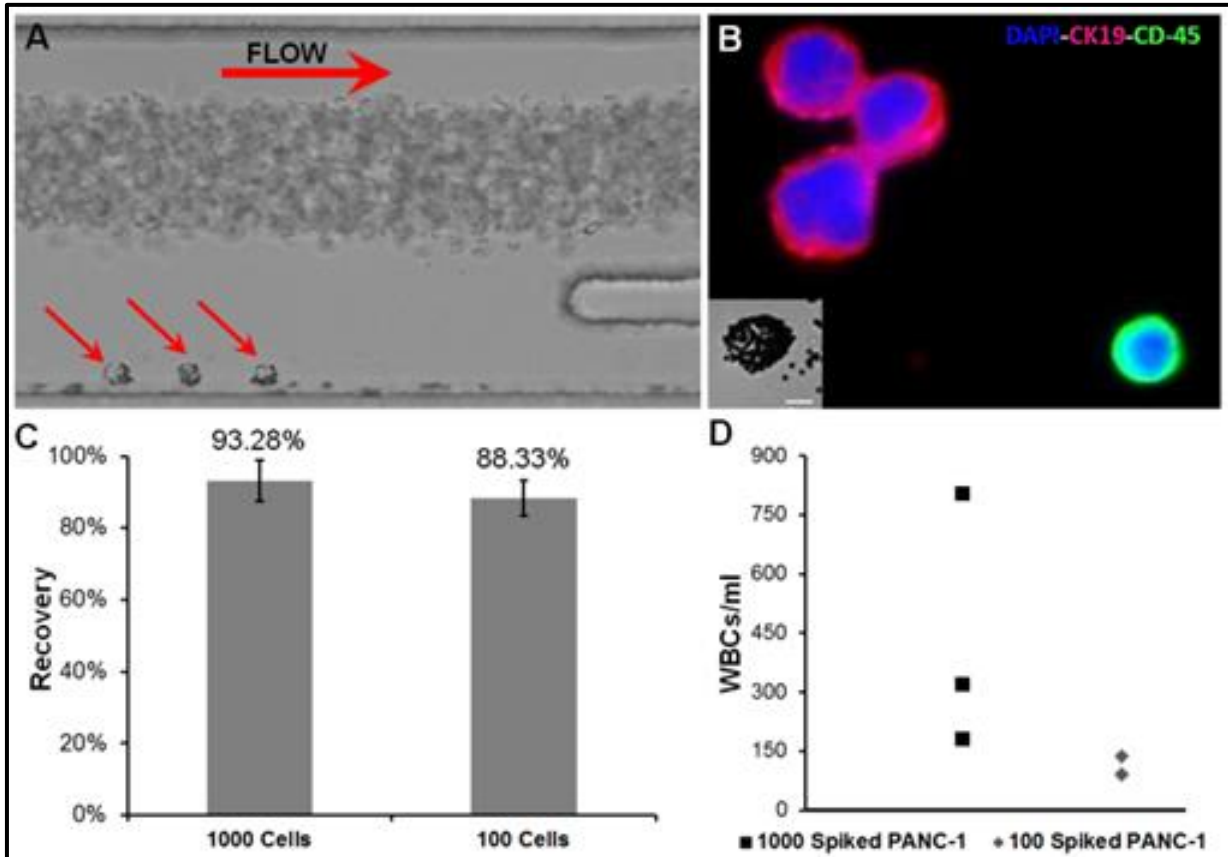 A
FLOW
B
DAPI-CK19-CD-45
C
93.28%
88.33%
100%
80%
60%
40%
20%
0%
Recovery
1000 Cells
100 Cells
D
900
750
600
450
300
150
0
WBCs/ml
1000 Spiked PANC-1
100 Spiked PANC-1